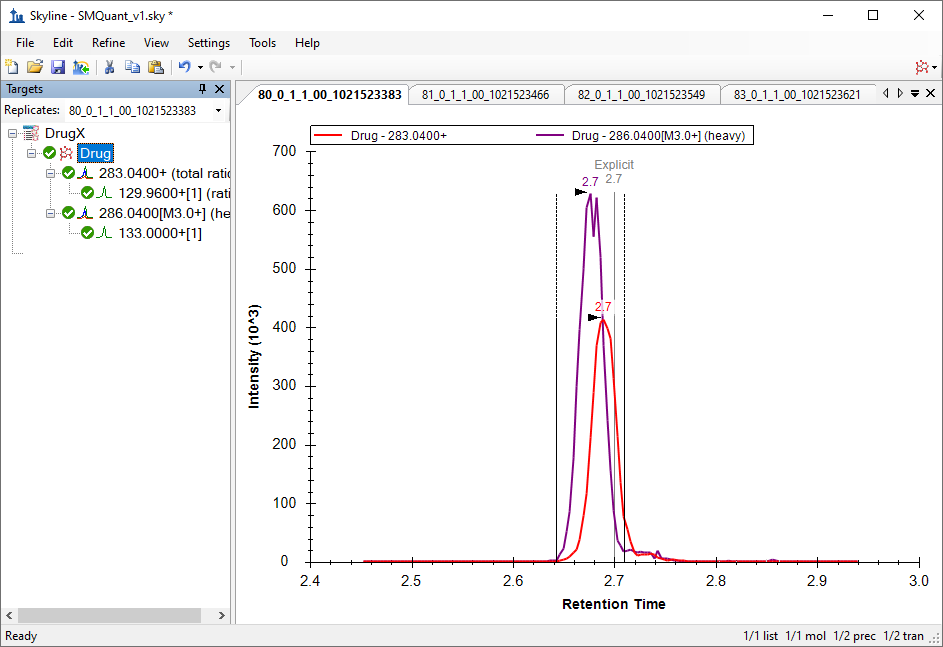 Skyline - SMQuant_v1.sky *
File Edit Refine View Settings Tools Help
Targets
Replicates: 80_0_1_1_00_1021523383
DrugX
Drug
283.0400+ (total ratio
129.9600+[1] (rati
286.0400[M3.0+] (he
133.0000+[1]
80_0_1_1_00_1021523383 81_0_1_1_00_1021523466 82_0_1_1_00_1021523549 83_0_1_1_00_1021523621
Drug - 283.0400+ Drug - 286.0400[M3.0+] (heavy)
Explicit
2.7
2.7
2.7
700
600
500
400
300
200
100
0
Intensity (10^3)
2.4 2.5 2.6 2.7 2.8 2.9 3.0
Retention Time
Ready
1/1 list 1/1 mol 1/2 prec 1/2 tran